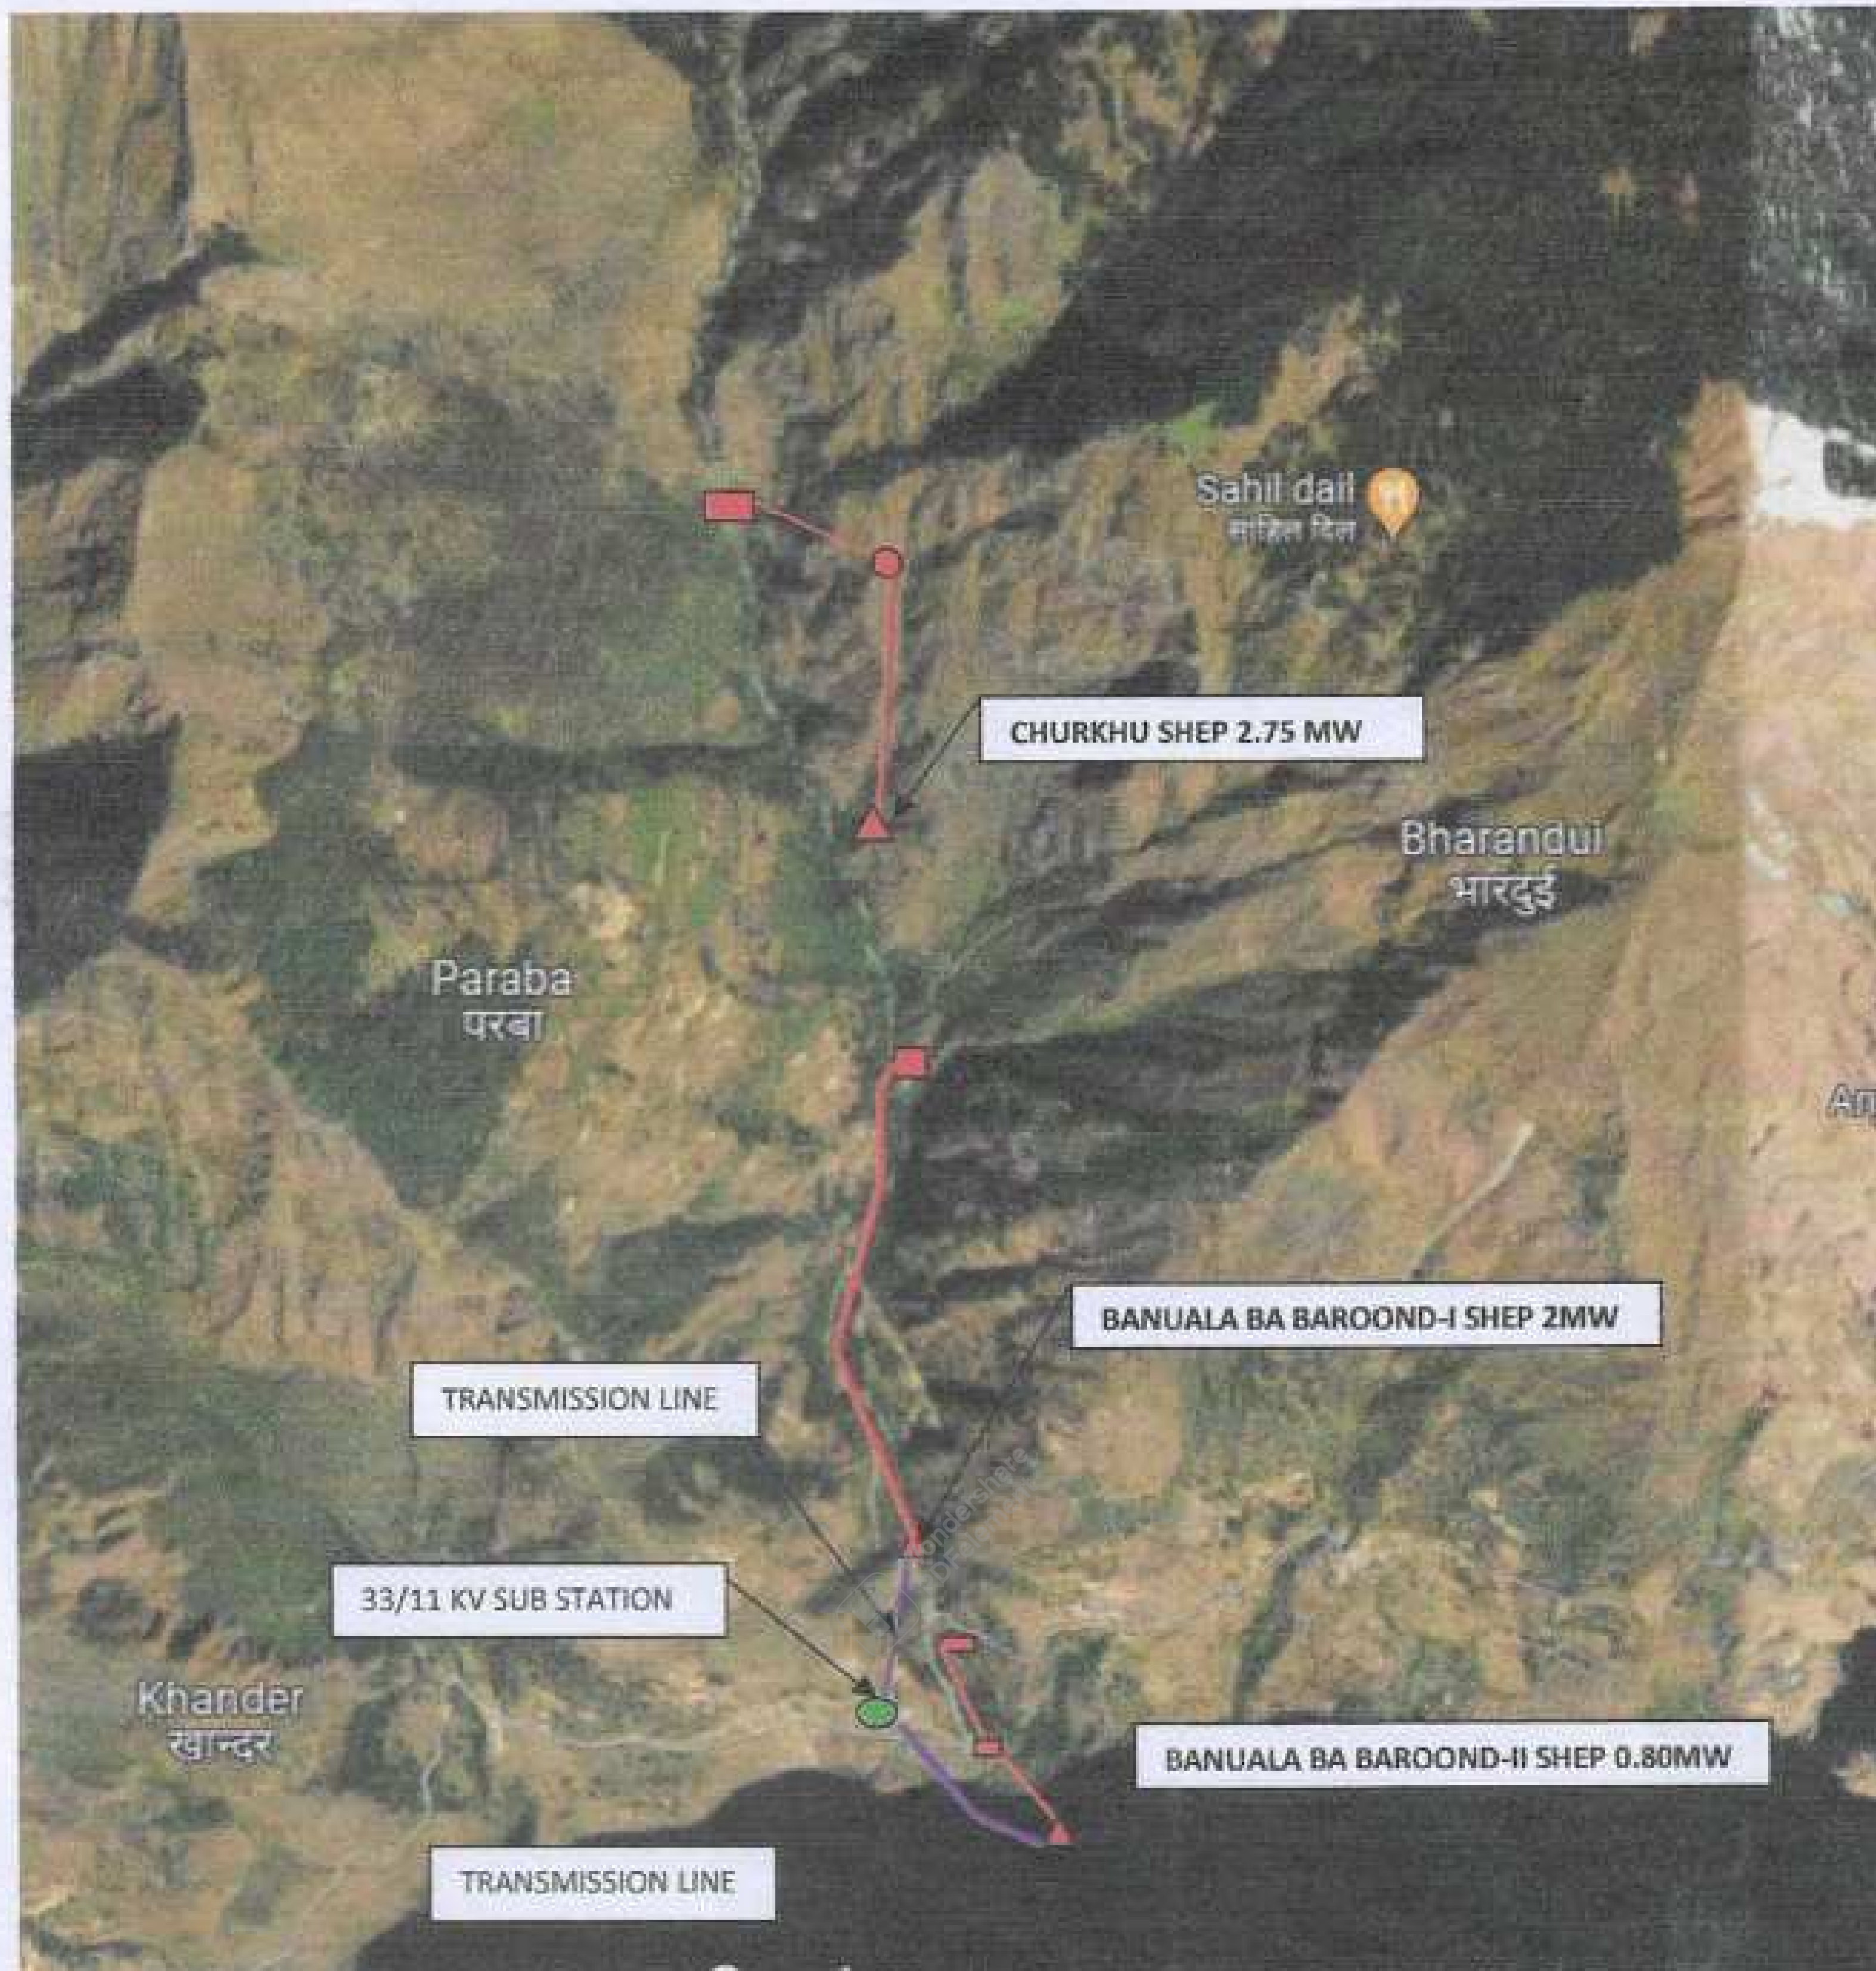 Sahil dail
साहिल दिल
CHURKHU SHEP 2.75 MW
Bharandui
भारदुई
Paraba
परबा
BANUALA BA BAROOND-I SHEP 2MW
TRANSMISSION LINE
33/11 KV SUB STATION
Khander
खान्दर
BANUALA BA BAROOND-II SHEP 0.80MW
TRANSMISSION LINE